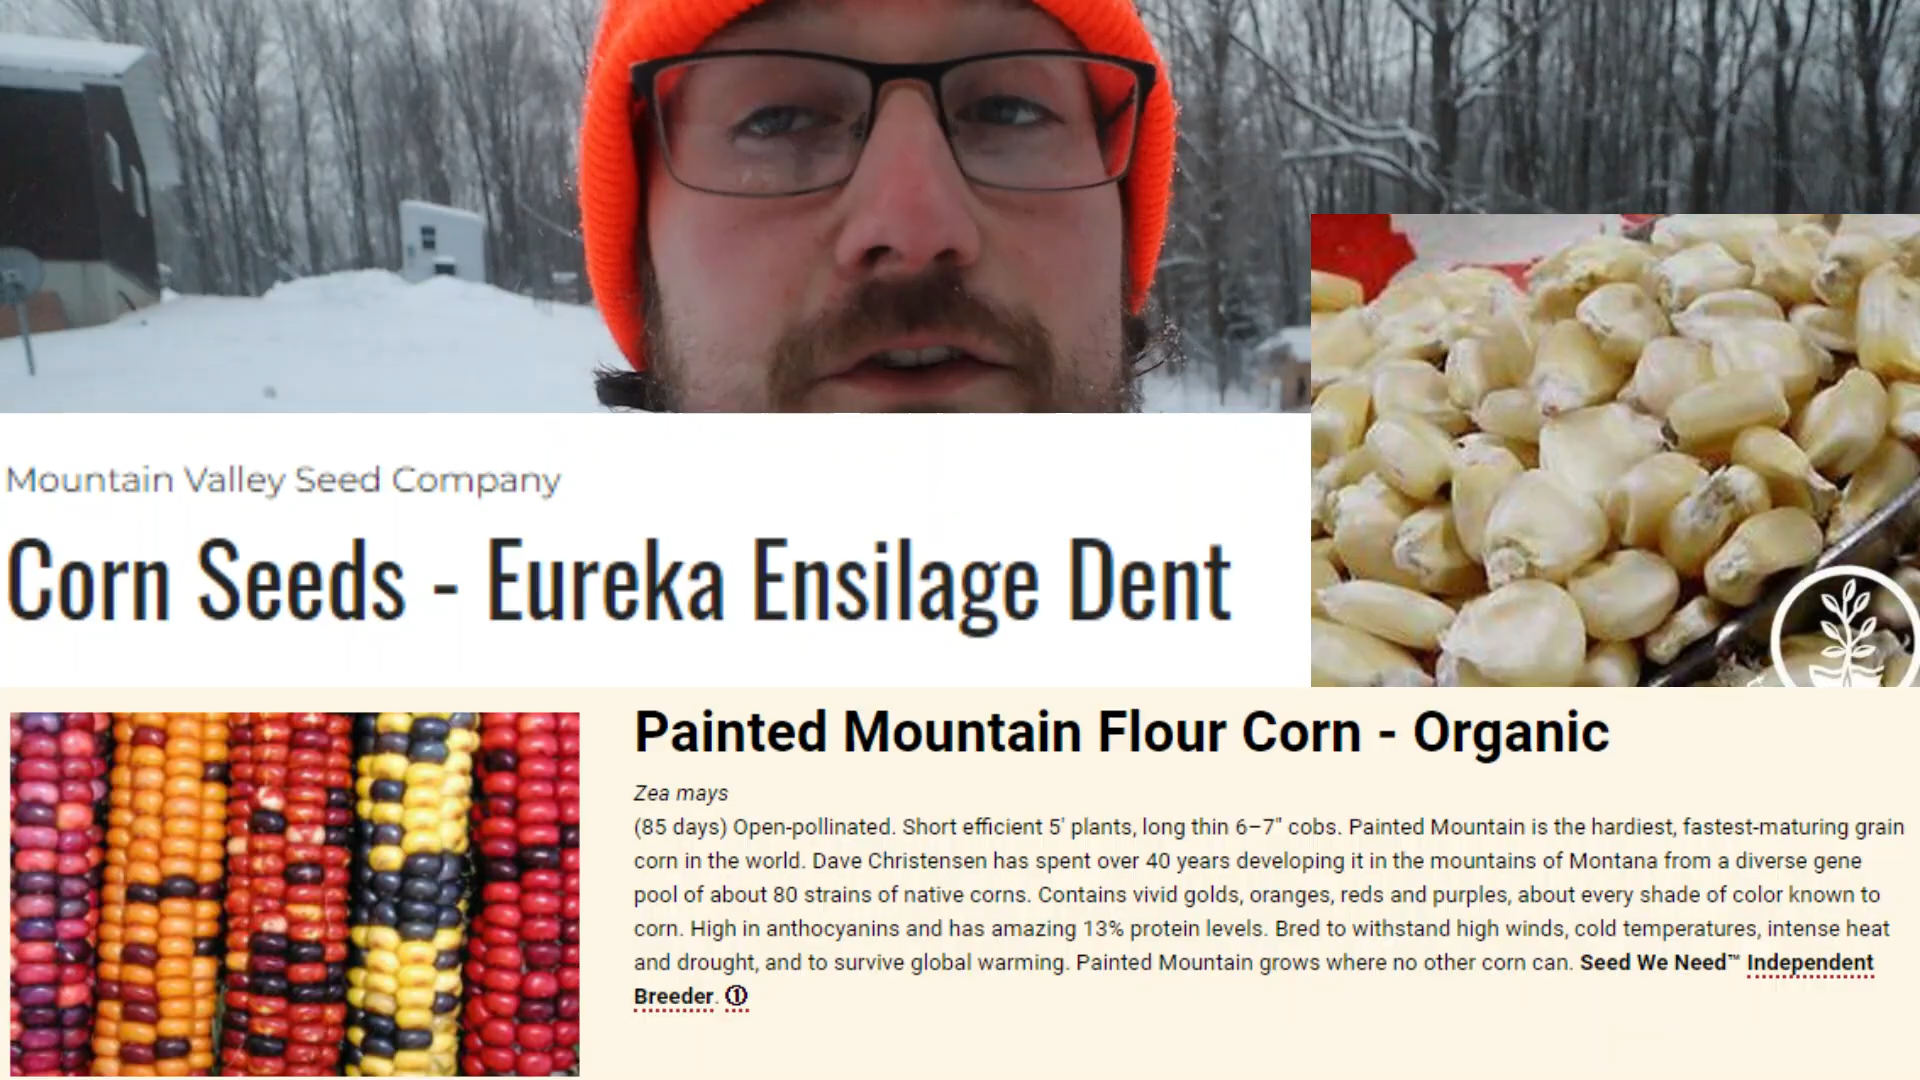 Mountain Valley Seed Company
Corn Seeds - Eureka Ensilage Dent
Painted Mountain Flour Corn - Organic
Zea mays
(85 days) Open-pollinated. Short efficient 5' plants, long thin 6–7" cobs. Painted Mountain is the hardiest, fastest-maturing grain
corn in the world. Dave Christensen has spent over 40 years developing it in the mountains of Montana from a diverse gene
pool of about 80 strains of native corns. Contains vivid golds, oranges, reds and purples, about every shade of color known to
corn. High in anthocyanins and has amazing 13% protein levels. Bred to withstand high winds, cold temperatures, intense heat
and drought, and to survive global warming. Painted Mountain grows where no other corn can. Seed We Need™ Independent
Breeder. ①